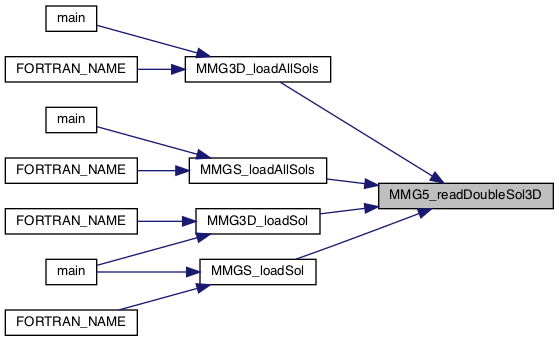 main
FORTRAN_NAME
MMG3D_loadAllSols
main
FORTRAN_NAME
MMGS_loadAllSols
MMG5_readDoubleSol3D
FORTRAN_NAME
MMG3D_loadSol
main
MMGS_loadSol
FORTRAN_NAME